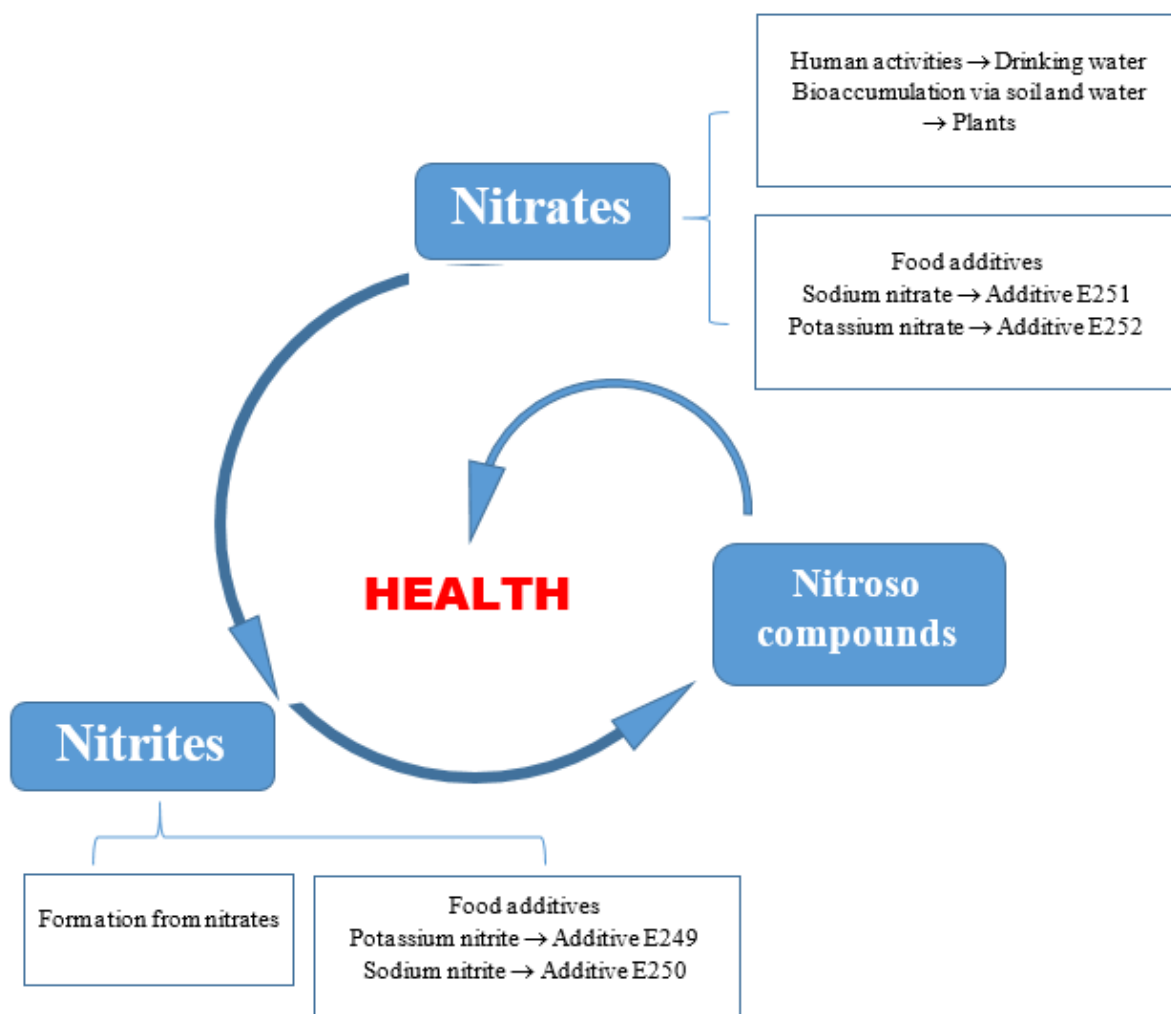 Human activities → Drinking water
Bioaccumulation via soil and water
→ Plants
Nitrates
Food additives
Sodium nitrate → Additive E251
Potassium nitrate → Additive E252
HEALTH
Nitroso
compounds
Nitrites
Formation from nitrates
Food additives
Potassium nitrite → Additive E249
Sodium nitrite → Additive E250